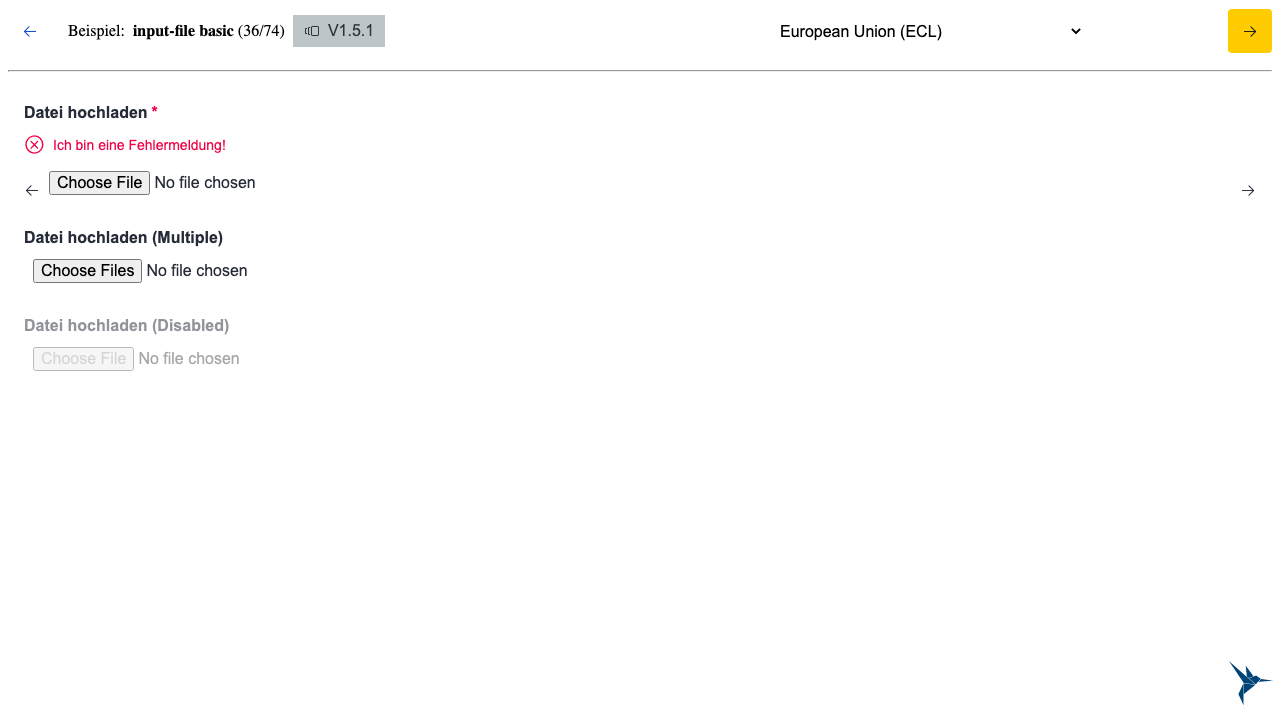 Beispiel: input-file basic (36/74) V1.5.1 European Union (ECL)
Datei hochladen *
Ich bin eine Fehlermeldung!
Choose File No file chosen
Datei hochladen (Multiple)
Choose Files No file chosen
Datei hochladen (Disabled)
Choose File No file chosen